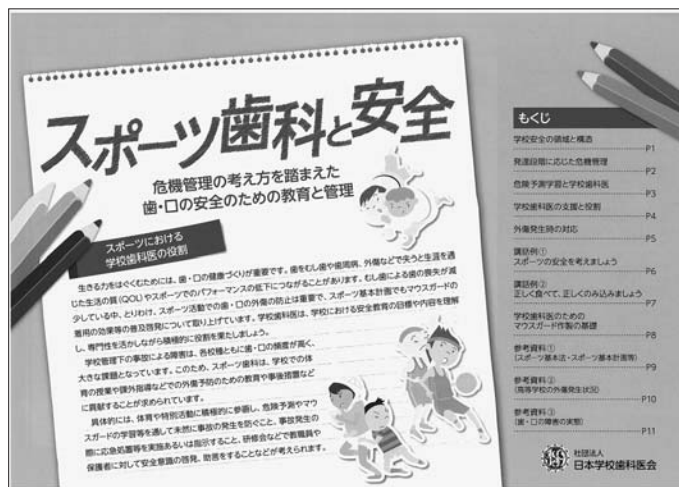 スポーツ歯科と安全
危機管理の考え方を踏まえた
歯・口の安全のための教育と管理
スポーツにおける
学校歯科医の役割
生きる力をはぐくむためには、歯・口の健康づくりが重要です。歯をむし歯や歯周病、外傷などで失うと生涯を通
じた生活の質(QOL)やスポーツでのパフォーマンスの低下につながることがあります。むし歯による歯の喪失が減
少している中、とりわけ、スポーツ活動での歯・口の外傷の防止は重要で、スポーツ基本計画でもマウスガードの
着用の効果等の普及啓発について取り上げています。学校歯科医は、学校における安全教育の目標や内容を理解
し、専門性を活かしながら積極的に役割を果たしましょう。
学校管理下の事故による障害は、各校種ともに歯・口の頻度が高く、
大きな課題となっています。このため、スポーツ歯科は、学校での体
育の授業や課外指導などでの外傷予防のための教育や事後措置など
に貢献することが求められています。
具体的には、体育や特別活動に積極的に参画し、危険予測やマウ
スガードの学習等を通して未然に事故の発生を防ぐこと、事故発生の
際に応急処置等を実施あるいは指示すること、研修会などで教職員や
保護者に対して安全意識の啓発、助言をすることなどが考えられます。
もくじ
学校安全の領域と構造
P1
発達段階に応じた危機管理
P2
危険予測学習と学校歯科医
P3
学校歯科医の支援と役割
P4
外傷発生時の対応
P5
講話例①
スポーツの安全を考えましょう
P6
講話例②
正しく食べて、正しくのみ込みましょう
P7
学校歯科医のための
マウスガード作製の基礎
P8
参考資料①
(スポーツ基本法・スポーツ基本計画等)
P9
参考資料②
(高等学校の外傷発生状況)
P10
参考資料③
(歯・口の障害の実態)
P11
社団法人
日本学校歯科医会